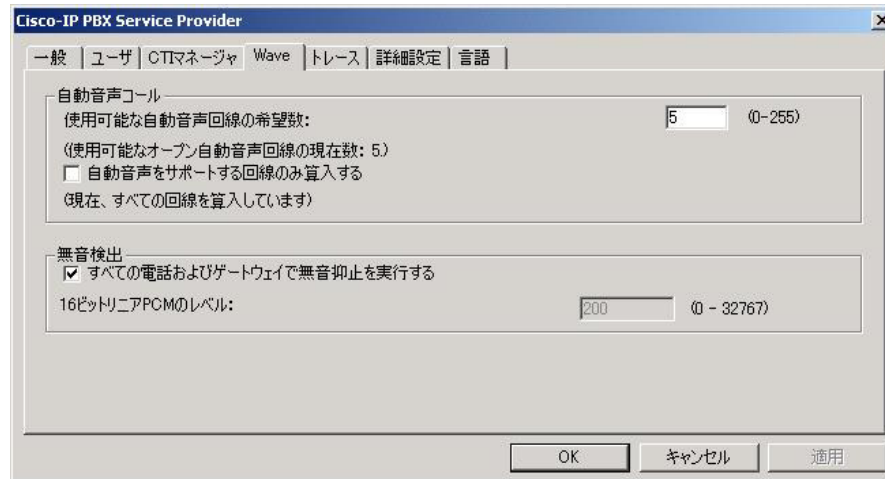 Cisco-IP PBX Service Provider
一般 ユーザ CTIマネージャ Wave トレース 詳細設定 言語
自動音声コール
使用可能な自動音声回線の希望数: 5 (0-255)
(使用可能なオープン自動音声回線の現在数: 5.)
自動音声をサポートする回線のみ算入する
(現在、すべての回線を算入しています)
無音検出
すべての電話およびゲートウェイで無音抑止を実行する
16ビットリニアPCMのレベル: 200 (0 - 32767)
OK キャンセル 適用